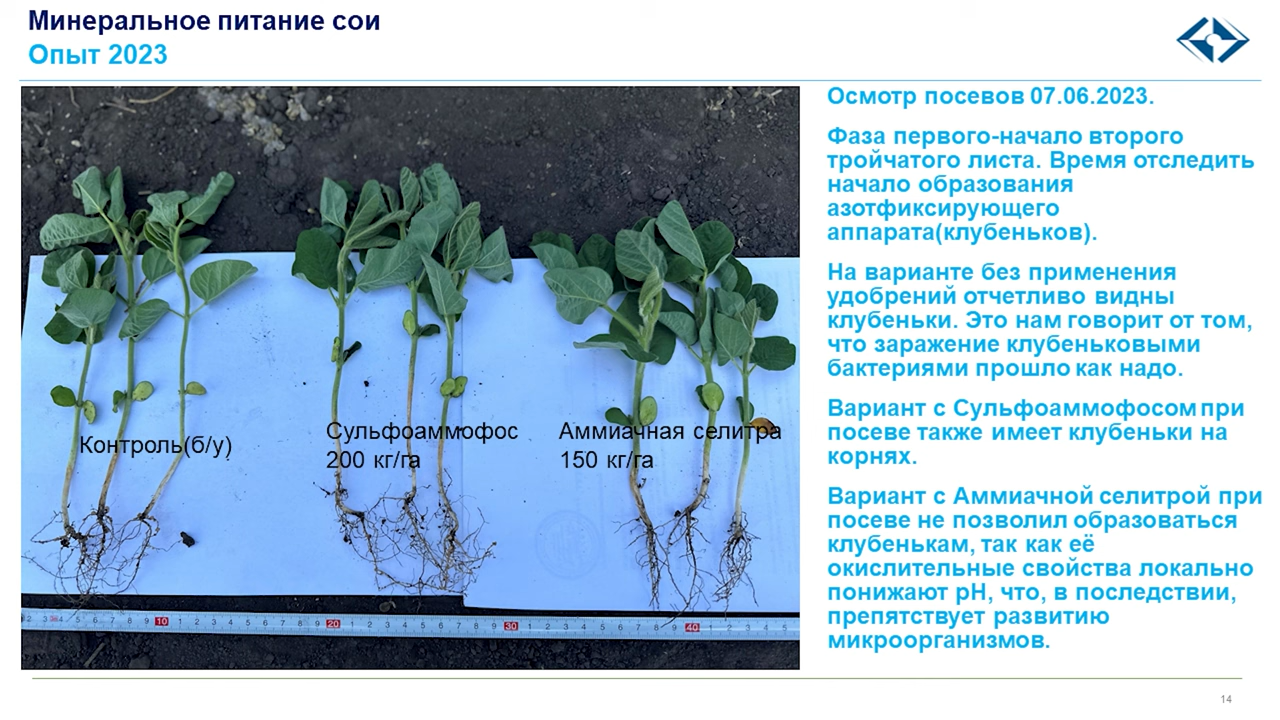 Минеральное питание сои
Опыт 2023
Осмотр посевов 07.06.2023.
Фаза первого-начало второго
тройчатого листа. Время отследить
начало образования
азотфиксирующего
аппарата(клубеньков).
На варианте без применения
удобрений отчетливо видны
клубеньки. Это нам говорит от том,
что заражение клубеньковыми
бактериями прошло как надо.
Вариант с Сульфоаммофосом при
посеве также имеет клубеньки на
корнях.
Вариант с Аммиачной селитрой при
посеве не позволил образоваться
клубенькам, так как её
окислительные свойства локально
понижают pH, что, в последствии,
препятствует развитию
микроорганизмов.
Контроль(б/у)
Сульфоаммофос
200 кг/га
Аммиачная селитра
150 кг/га
10
20
30
40
14